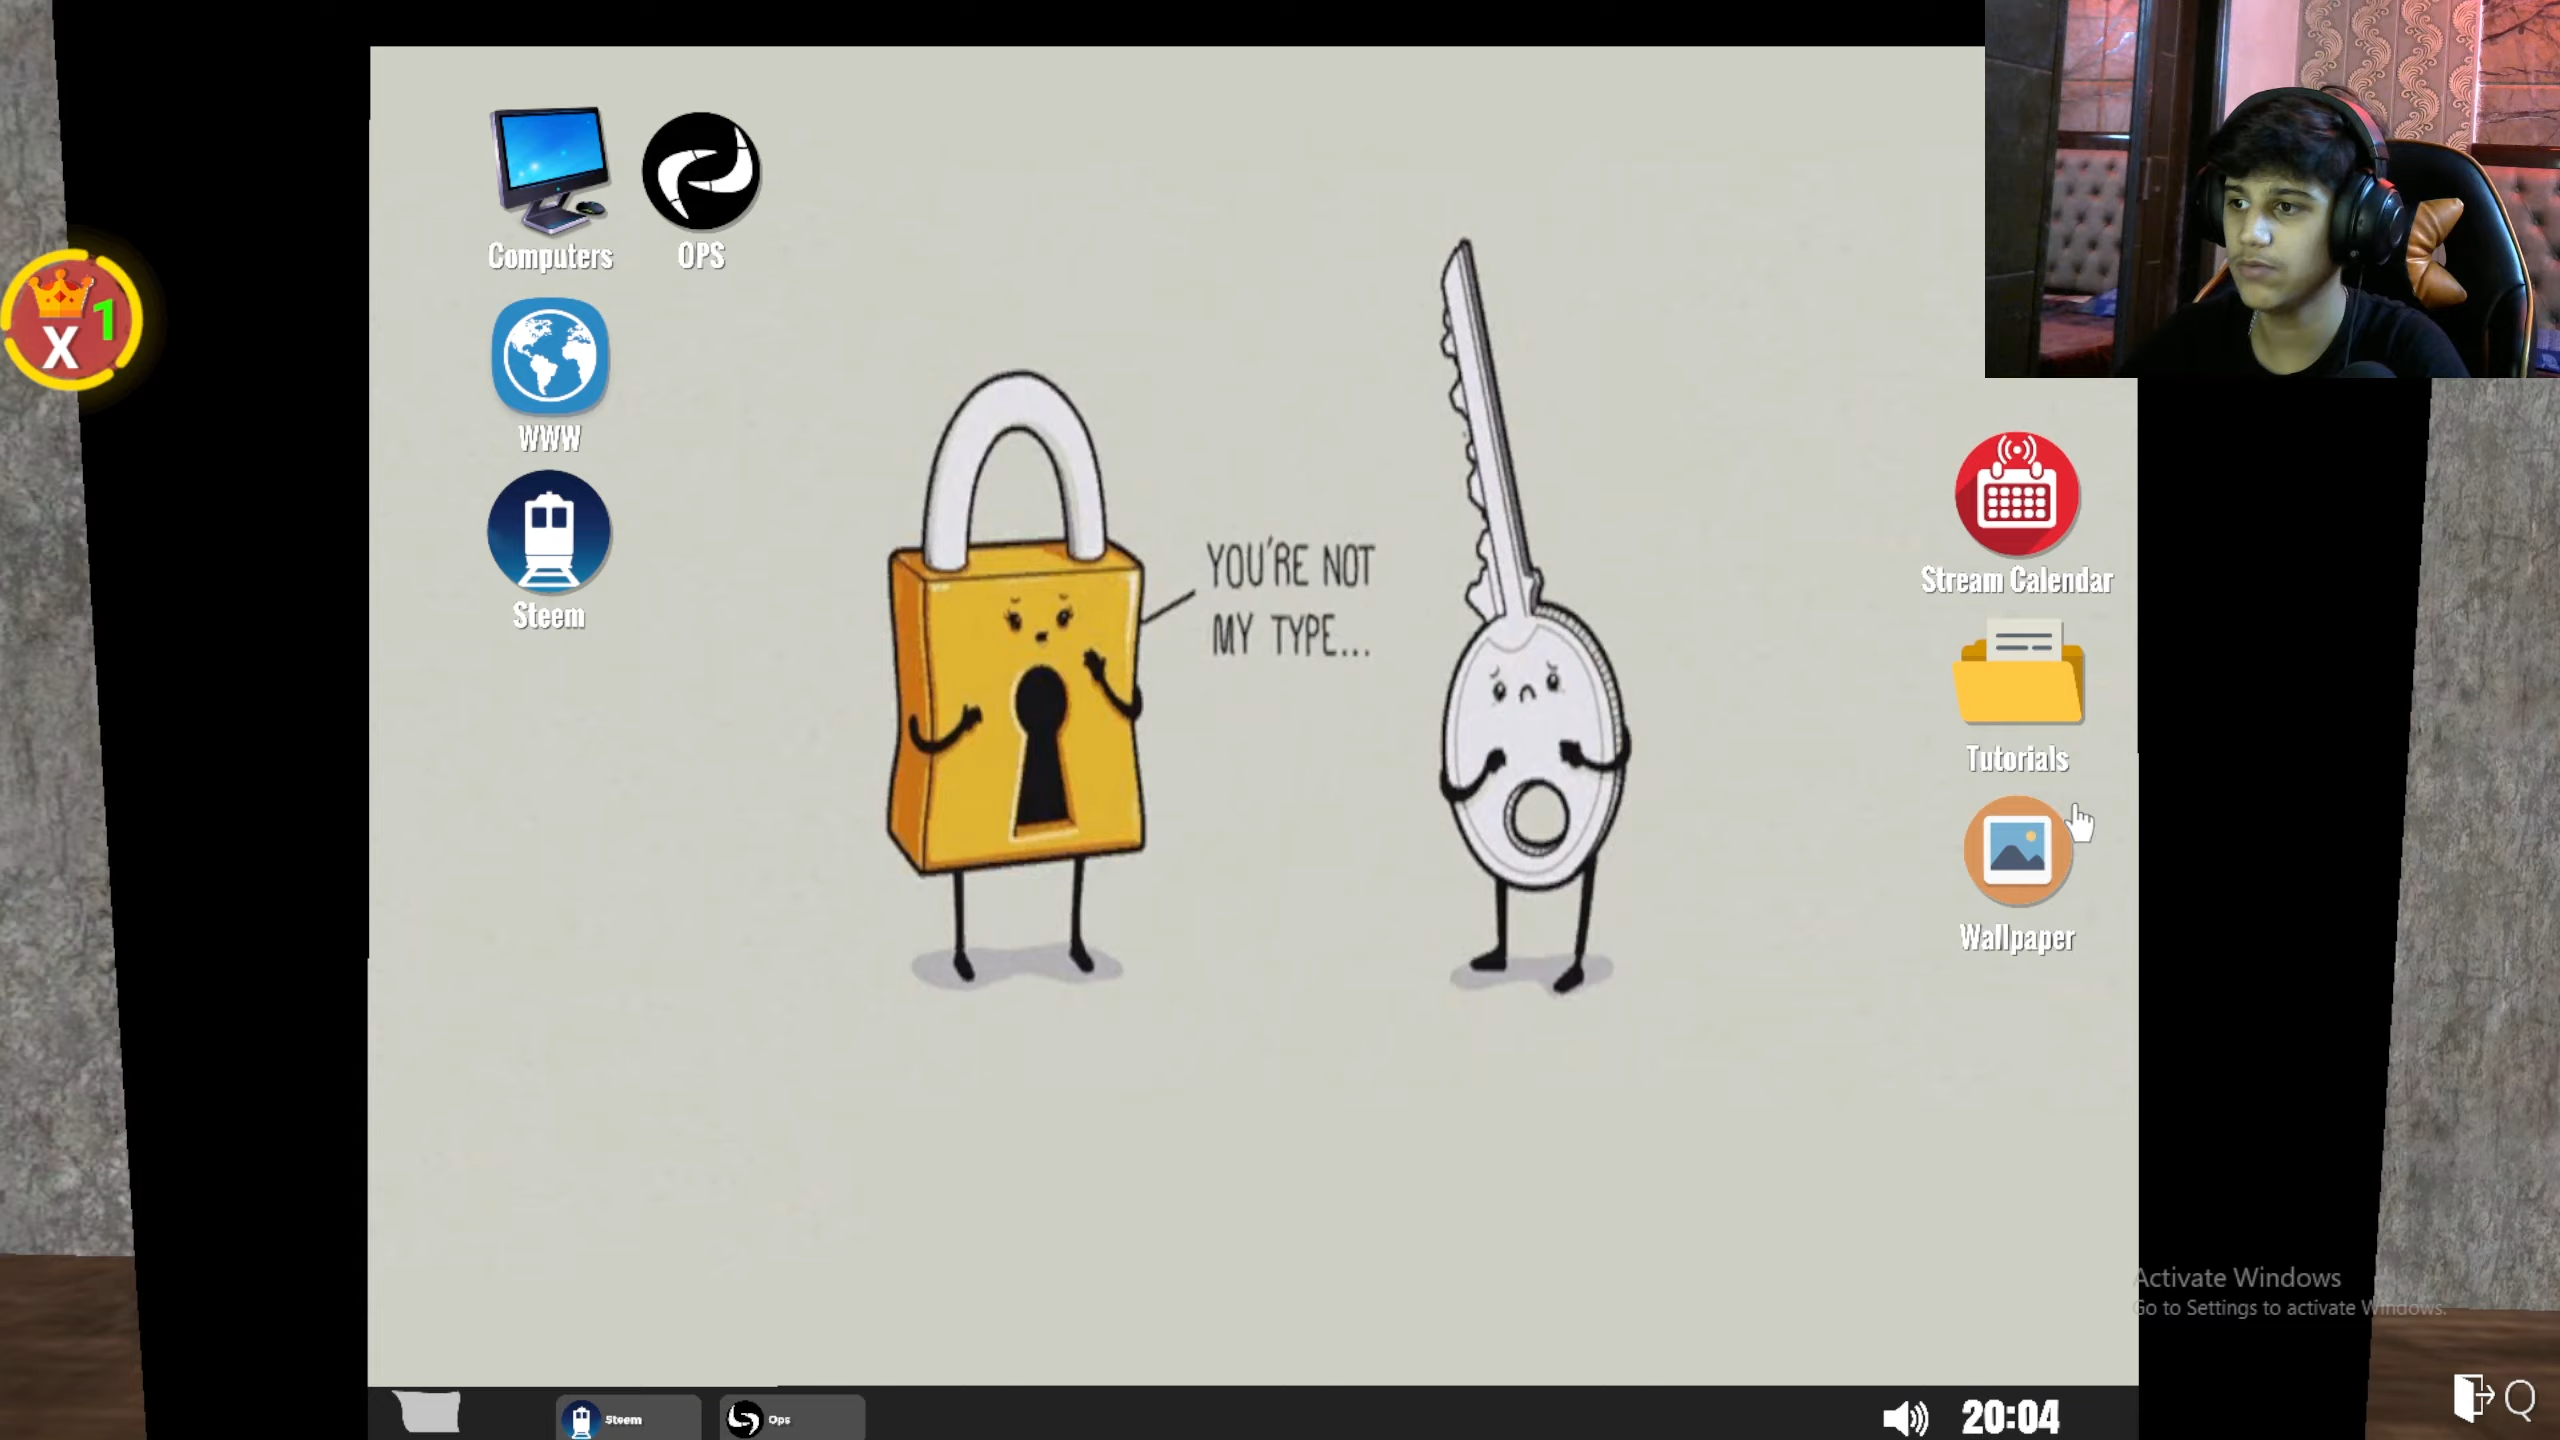 Computers
OPS
X 1
WWW
Steem
YOU'RE NOT
MY TYPE...
Stream Calendar
Tutorials
Wallpaper
Activate Windows
Go to Settings to activate Windows.
Steem
Ops
20:04
Q